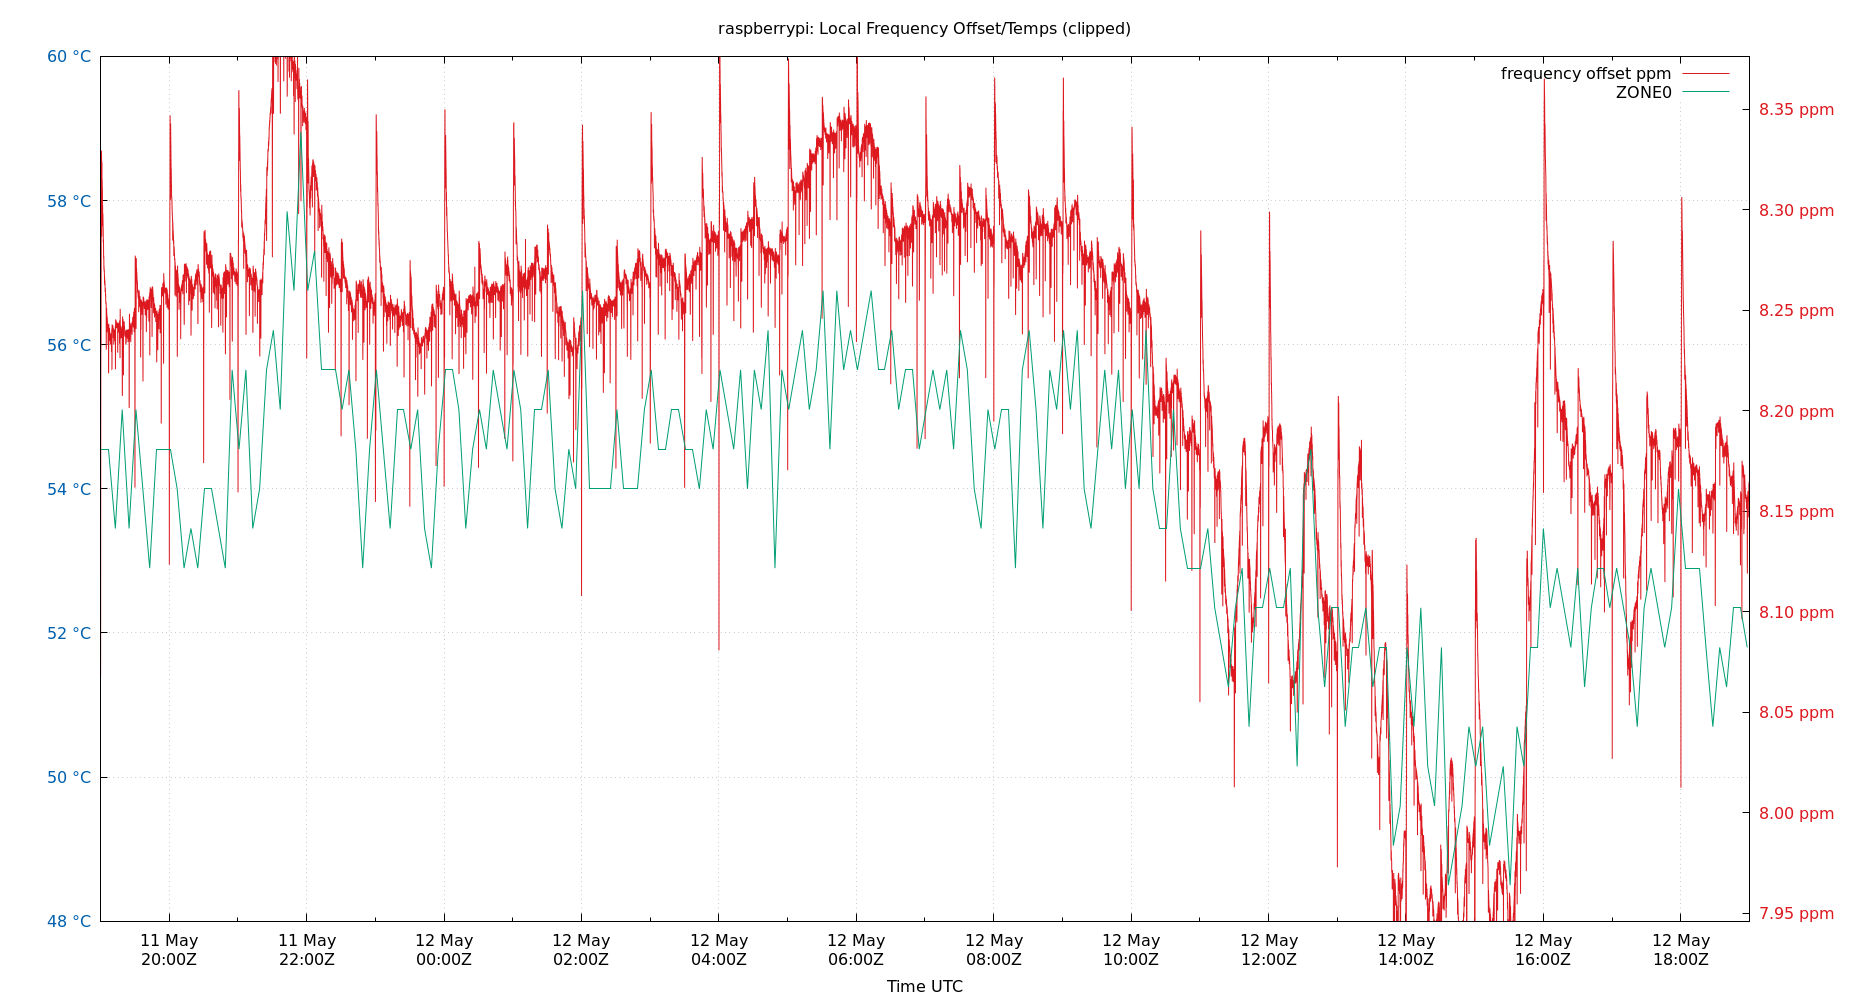 raspberrypi: Local Frequency Offset/Temps (clipped)
60 °C
58 °C
56 °C
54 °C
52 °C
50 °C
48 °C
frequency offset ppm
ZONE0
8.35 ppm
8.30 ppm
8.25 ppm
8.20 ppm
8.15 ppm
8.10 ppm
8.05 ppm
8.00 ppm
7.95 ppm
11 May 11 May 12 May 12 May 12 May 12 May 12 May 12 May 12 May 12 May 12 May 12 May
20:00Z 22:00Z 00:00Z 02:00Z 04:00Z 06:00Z 08:00Z 10:00Z 12:00Z 14:00Z 16:00Z 18:00Z
Time UTC